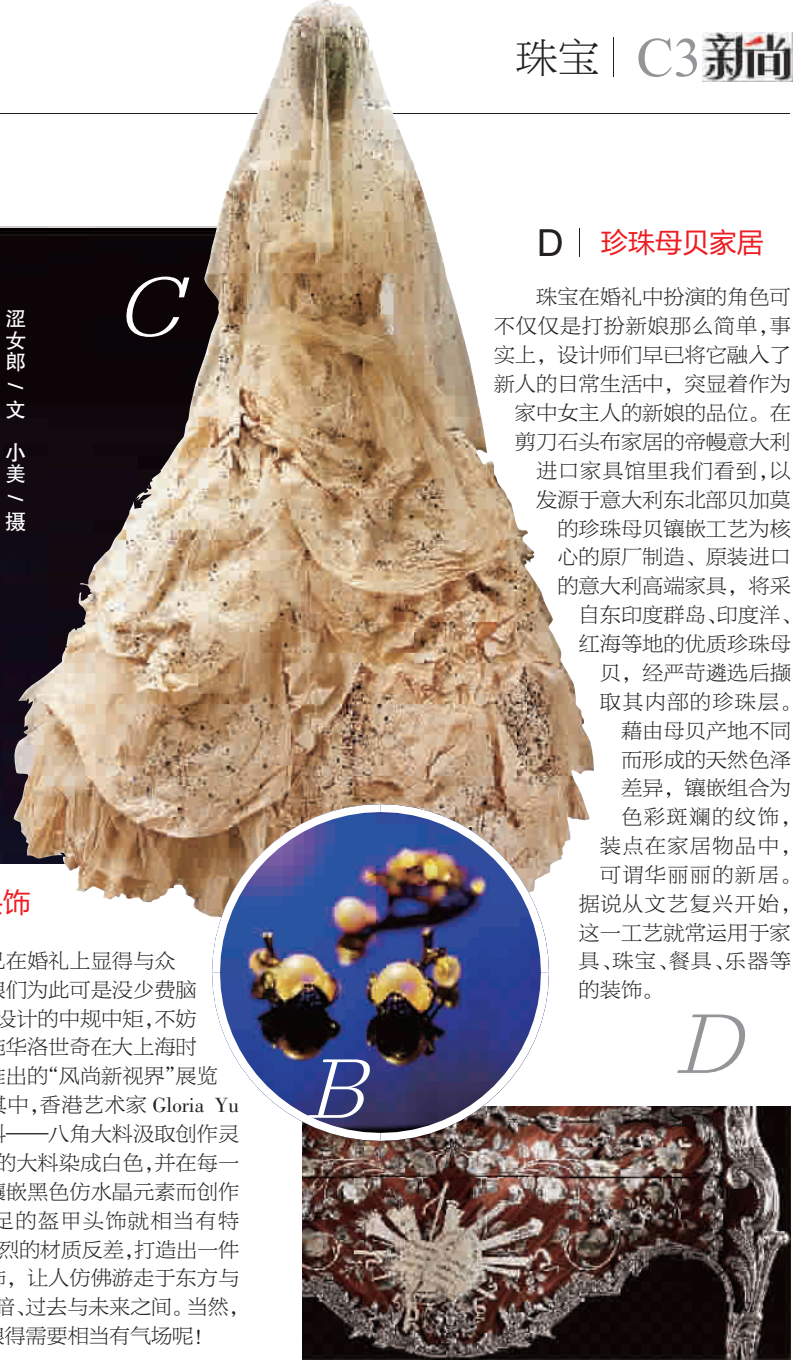 珠宝 C3 新尚
C
涩女郎 / 文 小美 / 摄
D 珍珠母贝家居
珠宝在婚礼中扮演的角色可
不仅仅是打扮新娘那么简单,事
实上，设计师们早已将它融入了
新人的日常生活中，突显着作为
家中女主人的新娘的品位。在
剪刀石头布家居的帝幔意大利
进口家具馆里我们看到,以
发源于意大利东北部贝加莫
的珍珠母贝镶嵌工艺为核
心的原厂制造、原装进口
的意大利高端家具，将采
自东印度群岛、印度洋、
红海等地的优质珍珠母
贝，经严苛遴选后撷
取其内部的珍珠层。
藉由母贝产地不同
而形成的天然色泽
差异，镶嵌组合为
色彩斑斓的纹饰，
装点在家居物品中，
可谓华丽丽的新居。
据说从文艺复兴开始，
这一工艺就常运用于家
具、珠宝、餐具、乐器等
的装饰。
D
B
饰
在婚礼上显得与众
们为此可是没少费脑
设计的中规中矩,不妨
华洛世奇在大上海时
出的“风尚新视界”展览
其中,香港艺术家 Gloria Yu
——八角大料汲取创作灵
的大料染成白色,并在每一
镶嵌黑色仿水晶元素而创作
足的盔甲头饰就相当有特
烈的材质反差,打造出一件
，让人仿佛游走于东方与
暗、过去与未来之间。当然，
得需要相当有气场呢！